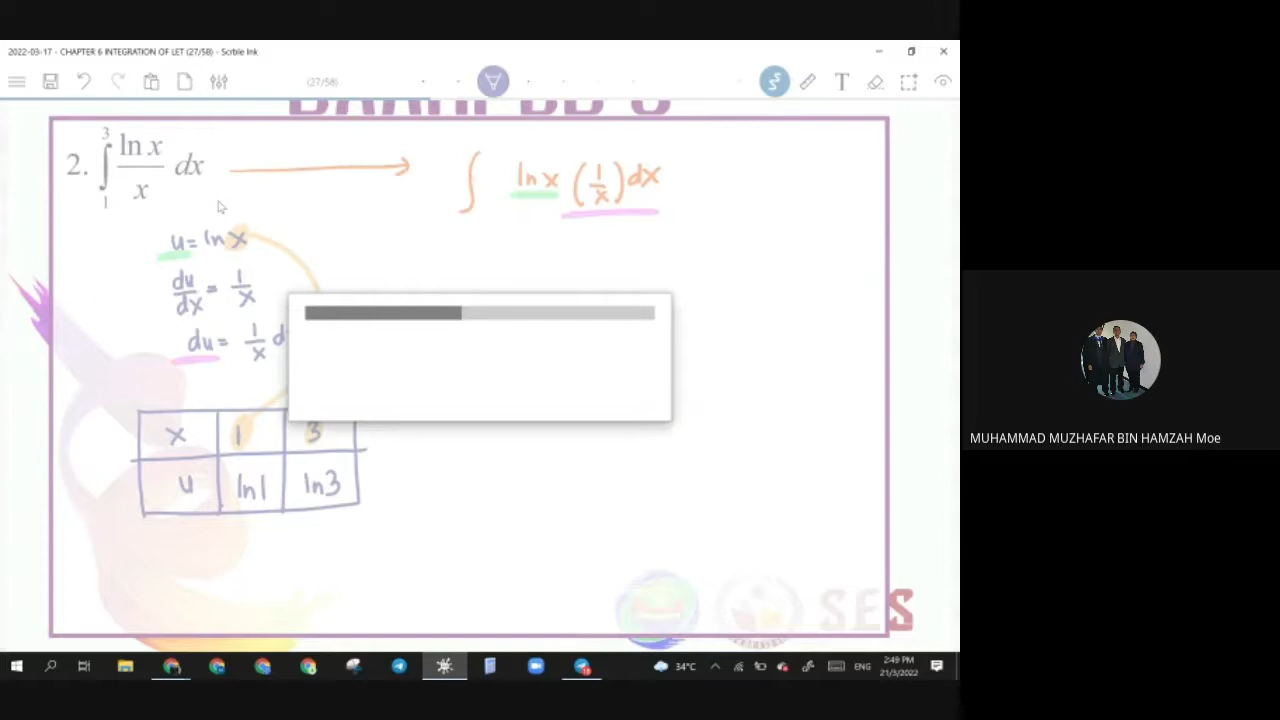 2022-03-17 - CHAPTER 6 INTEGRATION OF LET (27/58) - Scrble Ink
(27/58)
2. ∫₁³ ln x / x dx → ∫ ln x (1/x) dx
u = ln x
du/dx = 1/x
du = 1/x d
x 1 3
u ln1 ln3
SES
MUHAMMAD MUZHAFAR BIN HAMZAH Moe
34°C
ENG
2:49 PM
21/3/2022